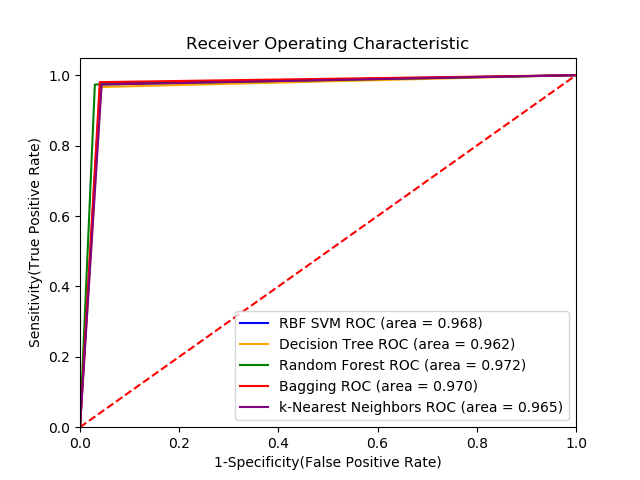 Receiver Operating Characteristic
1.0
0.8
0.6
0.4
0.2
0.0
Sensitivity(True Positive Rate)
RBF SVM ROC (area = 0.968)
Decision Tree ROC (area = 0.962)
Random Forest ROC (area = 0.972)
Bagging ROC (area = 0.970)
k-Nearest Neighbors ROC (area = 0.965)
0.0 0.2 0.4 0.6 0.8 1.0
1-Specificity(False Positive Rate)